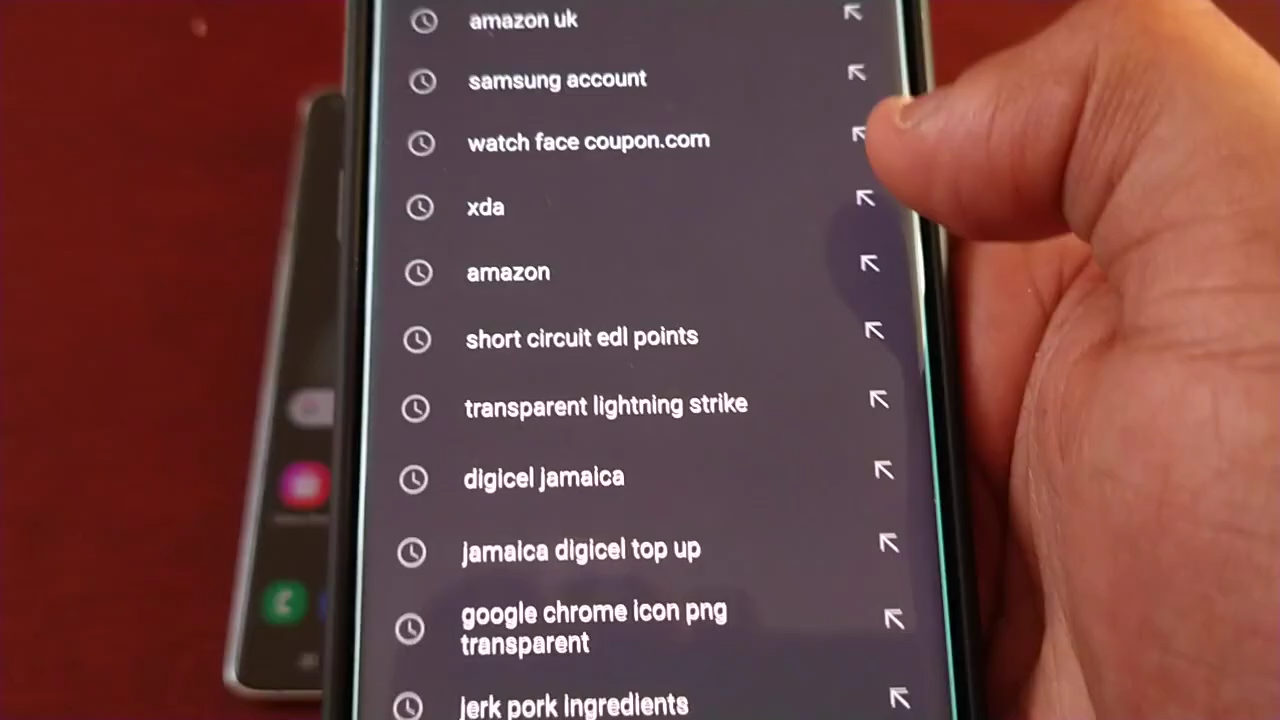 amazon uk
samsung account
watch face coupon.com
xda
amazon
short circuit edl points
transparent lightning strike
digicel jamaica
jamaica digicel top up
google chrome icon png
transparent
jerk pork ingredients